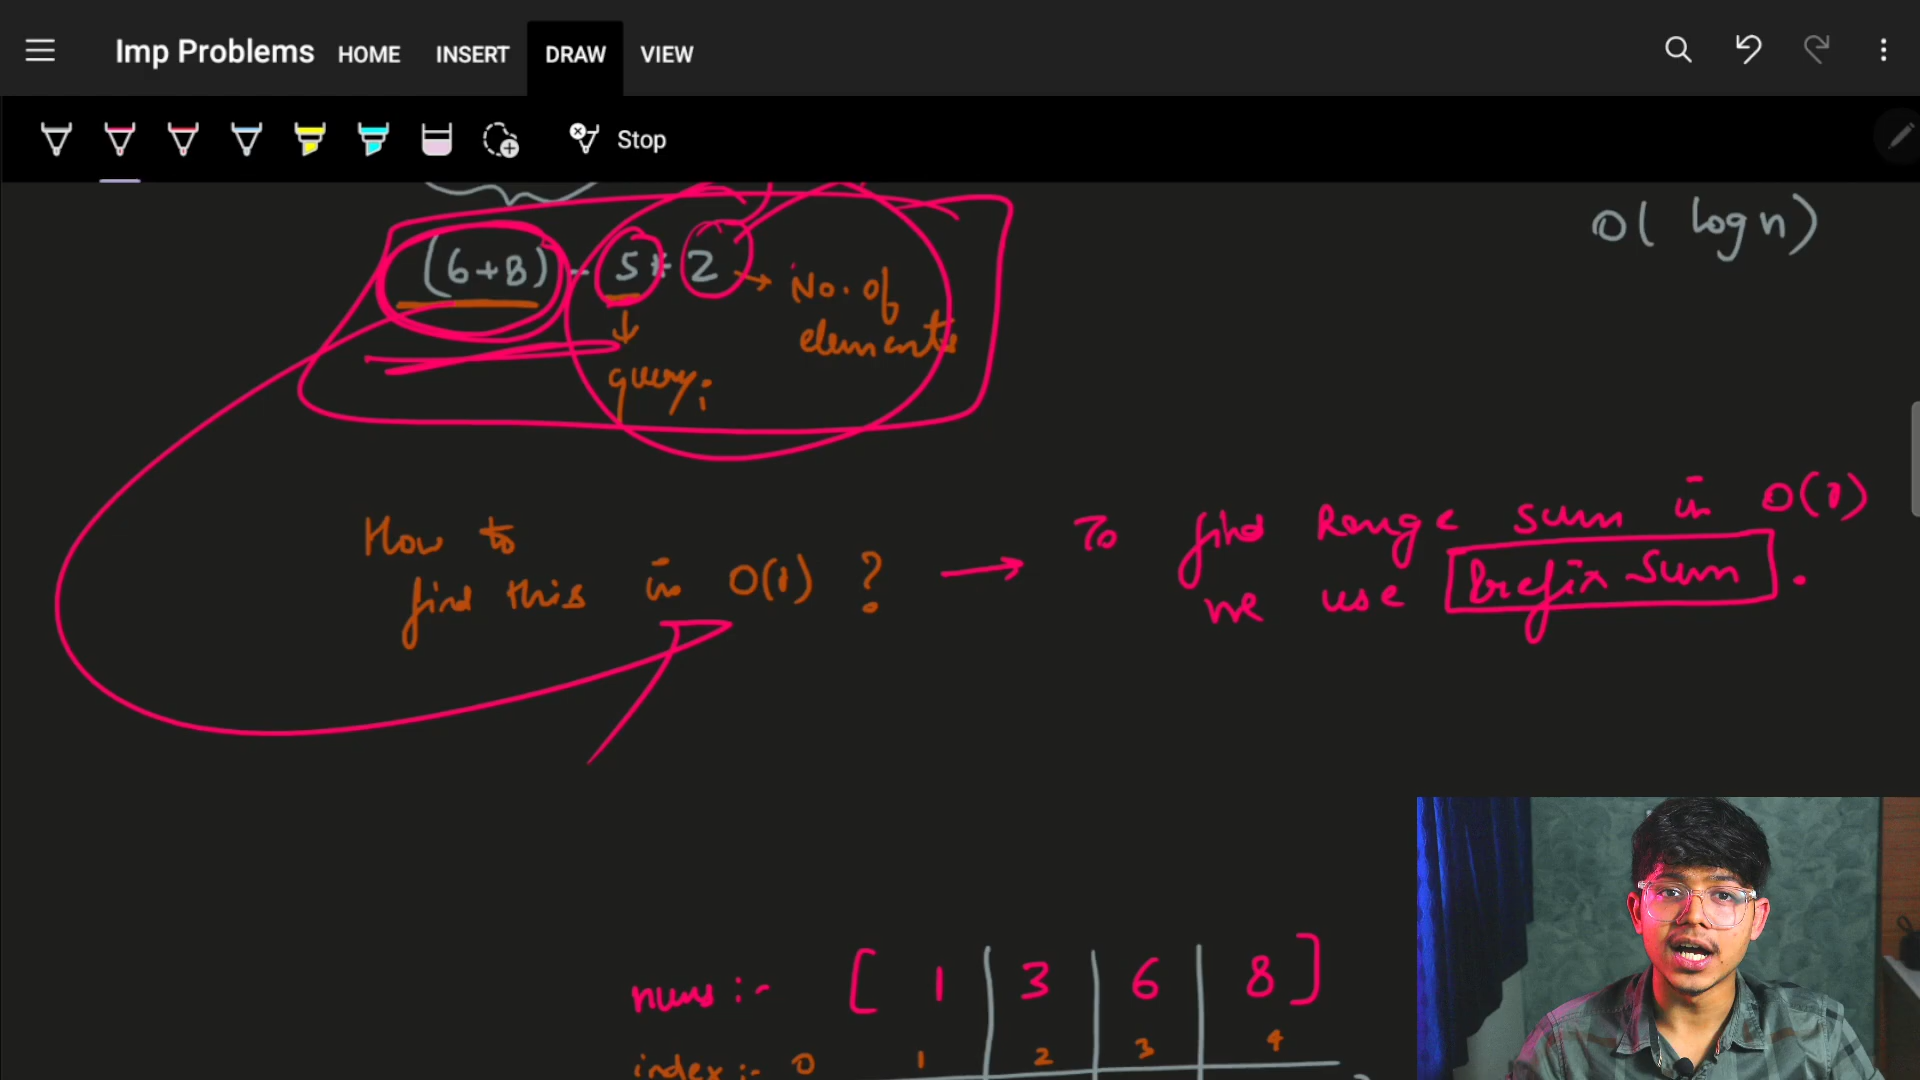 Imp Problems HOME INSERT DRAW VIEW
Stop
O( log n)
(6+8) - 5 * 2 → No. of
elements
↓
query;
How to
find this in O(1) ? → To find Range sum in O(1)
we use Prefix Sum.
nums :- [ 1 3 6 8 ]
index :- 0 1 2 3 4